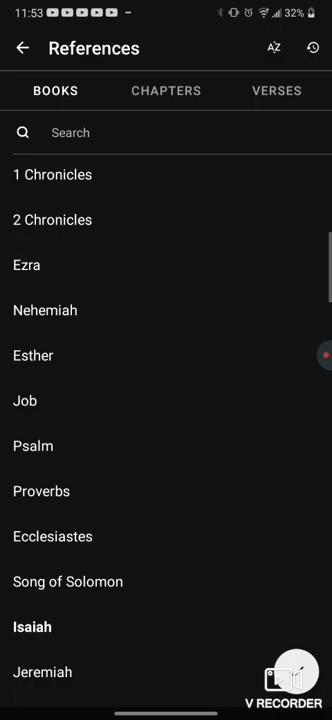 11:53 32%
References AZ
BOOKS CHAPTERS VERSES
Search
1 Chronicles
2 Chronicles
Ezra
Nehemiah
Esther
Job
Psalm
Proverbs
Ecclesiastes
Song of Solomon
Isaiah
Jeremiah
V RECORDER